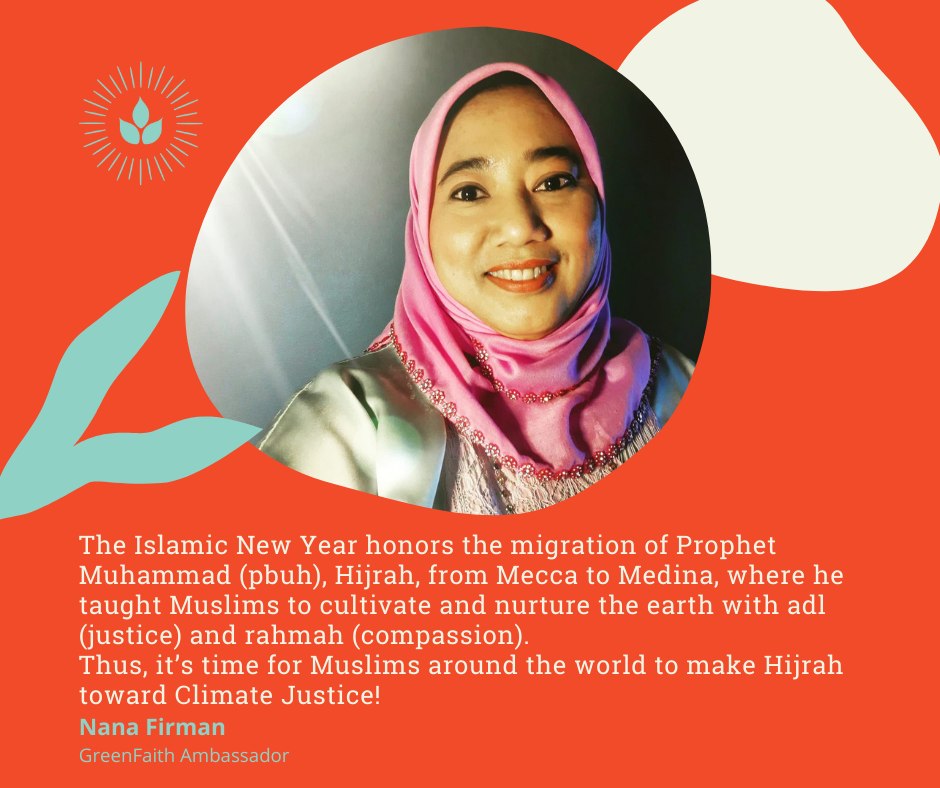 The Islamic New Year honors the migration of Prophet
Muhammad (pbuh), Hijrah, from Mecca to Medina, where he
taught Muslims to cultivate and nurture the earth with adl
(justice) and rahmah (compassion).
Thus, it’s time for Muslims around the world to make Hijrah
toward Climate Justice!
Nana Firman
GreenFaith Ambassador